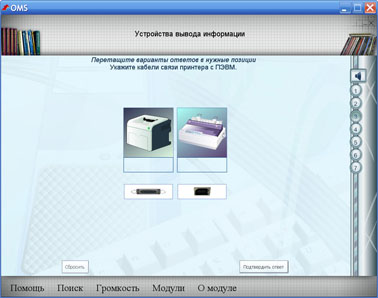 OMS
Устройства вывода информации
Перетащите варианты ответов в нужные позиции
Укажите кабели связи принтера с ПЭВМ.
1
2
3
4
5
6
7
Сбросить
Подтвердить ответ
Помощь Поиск Громкость Модули О модуле